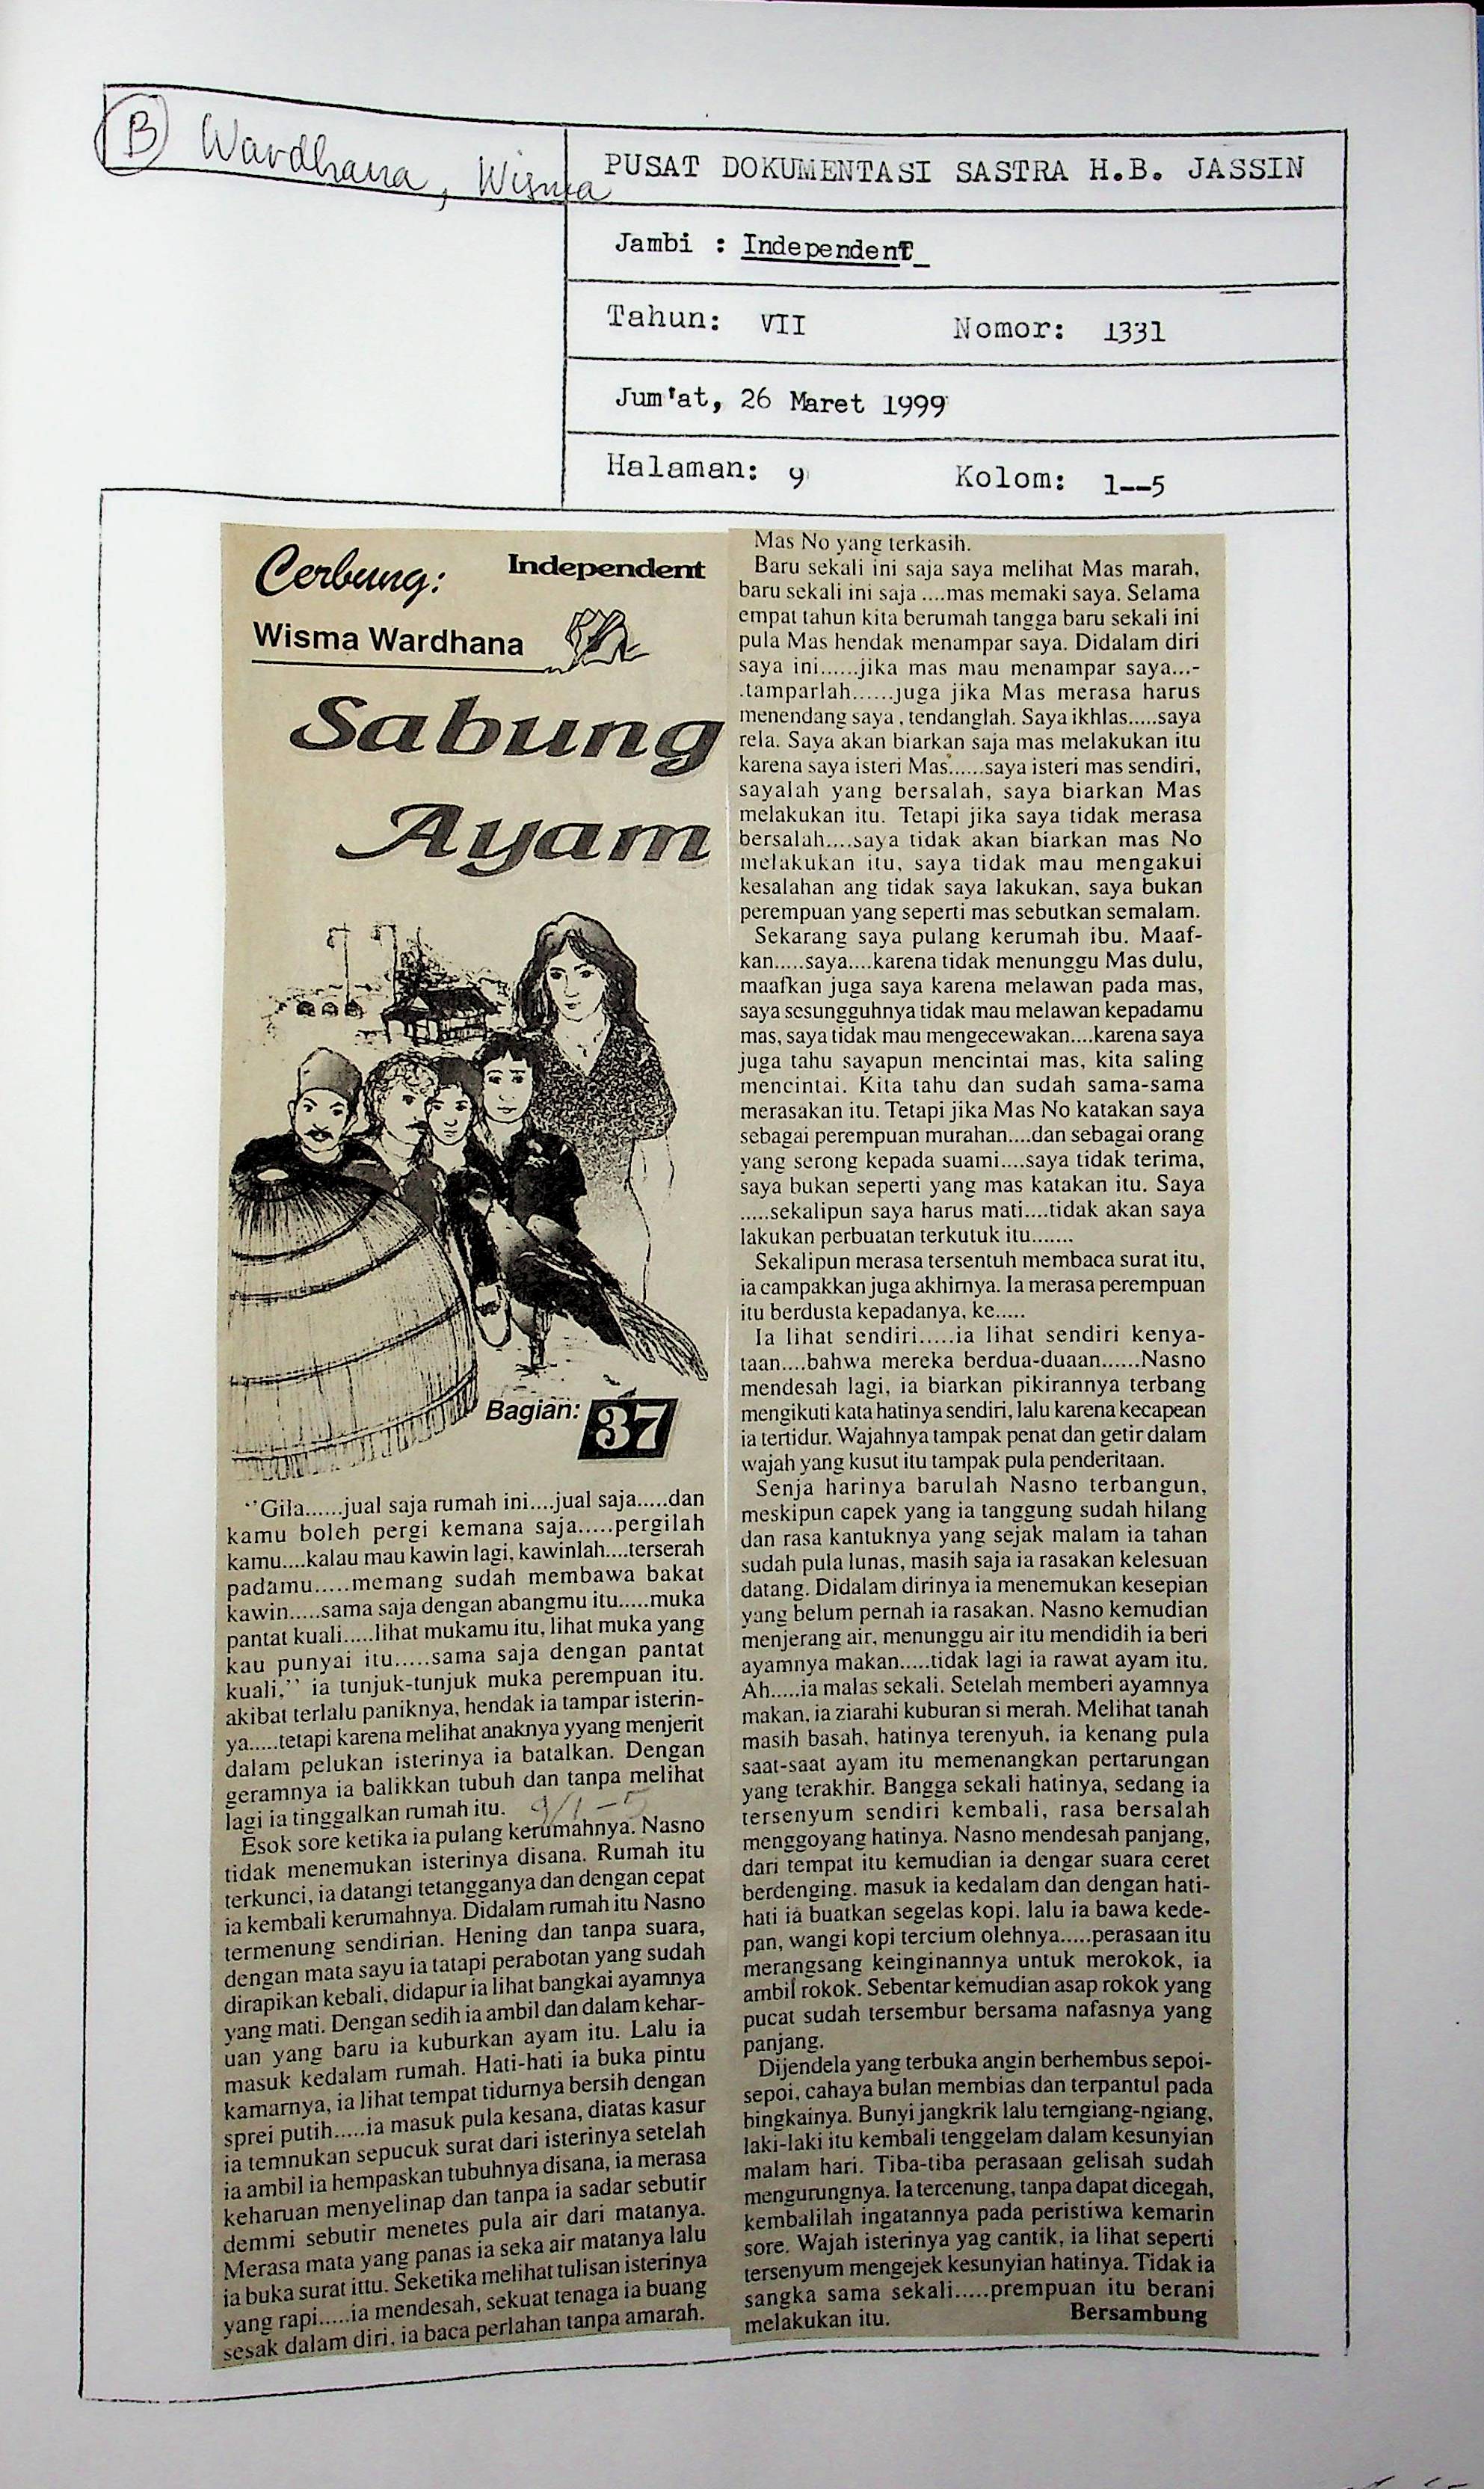 B Wardhana, Wisma
PUSAT DOKUMENTASI SASTRA H.B. JASSIN
Jambi : Independent
Tahun: VII Nomor: 1331
Jum'at, 26 Maret 1999
Halaman: 9 Kolom: 1--5
Cerbung: Independent
Wisma Wardhana
Sabung
Ayam
Bagian: 37
''Gila......jual saja rumah ini....jual saja.....dan
kamu boleh pergi kemana saja.....pergilah
kamu....kalau mau kawin lagi, kawinlah....terserah
padamu.....memang sudah membawa bakat
kawin.....sama saja dengan abangmu itu.....muka
pantat kuali.....lihat mukamu itu, lihat muka yang
kau punyai itu.....sama saja dengan pantat
kuali,'' ia tunjuk-tunjuk muka perempuan itu.
akibat terlalu paniknya, hendak ia tampar isterin-
ya.....tetapi karena melihat anaknya yyang menjerit
dalam pelukan isterinya ia batalkan. Dengan
geramnya ia balikkan tubuh dan tanpa melihat
lagi ia tinggalkan rumah itu. 9/1-5
Esok sore ketika ia pulang kerumahnya. Nasno
tidak menemukan isterinya disana. Rumah itu
terkunci, ia datangi tetangganya dan dengan cepat
ia kembali kerumahnya. Didalam rumah itu Nasno
termenung sendirian. Hening dan tanpa suara,
dengan mata sayu ia tatapi perabotan yang sudah
dirapikan kebali, didapur ia lihat bangkai ayamnya
yang mati. Dengan sedih ia ambil dan dalam kehar-
uan yang baru ia kuburkan ayam itu. Lalu ia
masuk kedalam rumah. Hati-hati ia buka pintu
kamarnya, ia lihat tempat tidurnya bersih dengan
sprei putih.....ia masuk pula kesana, diatas kasur
ia temnukan sepucuk surat dari isterinya setelah
ia ambil ia hempaskan tubuhnya disana, ia merasa
keharuan menyelinap dan tanpa ia sadar sebutir
demmi sebutir menetes pula air dari matanya.
Merasa mata yang panas ia seka air matanya lalu
ia buka surat ittu. Seketika melihat tulisan isterinya
yang rapi.....ia mendesah, sekuat tenaga ia buang
sesak dalam diri, ia baca perlahan tanpa amarah.
Mas No yang terkasih.
Baru sekali ini saja saya melihat Mas marah,
baru sekali ini saja ....mas memaki saya. Selama
empat tahun kita berumah tangga baru sekali ini
pula Mas hendak menampar saya. Didalam diri
saya ini......jika mas mau menampar saya...-
.tamparlah......juga jika Mas merasa harus
menendang saya , tendanglah. Saya ikhlas.....saya
rela. Saya akan biarkan saja mas melakukan itu
karena saya isteri Mas......saya isteri mas sendiri,
sayalah yang bersalah, saya biarkan Mas
melakukan itu. Tetapi jika saya tidak merasa
bersalah....saya tidak akan biarkan mas No
melakukan itu, saya tidak mau mengakui
kesalahan ang tidak saya lakukan, saya bukan
perempuan yang seperti mas sebutkan semalam.
Sekarang saya pulang kerumah ibu. Maaf-
kan.....saya....karena tidak menunggu Mas dulu,
maafkan juga saya karena melawan pada mas,
saya sesungguhnya tidak mau melawan kepadamu
mas, saya tidak mau mengecewakan....karena saya
juga tahu sayapun mencintai mas, kita saling
mencintai. Kita tahu dan sudah sama-sama
merasakan itu. Tetapi jika Mas No katakan saya
sebagai perempuan murahan....dan sebagai orang
yang serong kepada suami....saya tidak terima,
saya bukan seperti yang mas katakan itu. Saya
.....sekalipun saya harus mati....tidak akan saya
lakukan perbuatan terkutuk itu.......
Sekalipun merasa tersentuh membaca surat itu,
ia campakkan juga akhirnya. Ia merasa perempuan
itu berdusta kepadanya, ke.....
Ia lihat sendiri.....ia lihat sendiri kenya-
taan....bahwa mereka berdua-duaan......Nasno
mendesah lagi, ia biarkan pikirannya terbang
mengikuti kata hatinya sendiri, lalu karena kecapean
ia tertidur. Wajahnya tampak penat dan getir dalam
wajah yang kusut itu tampak pula penderitaan.
Senja harinya barulah Nasno terbangun,
meskipun capek yang ia tanggung sudah hilang
dan rasa kantuknya yang sejak malam ia tahan
sudah pula lunas, masih saja ia rasakan kelesuan
datang. Didalam dirinya ia menemukan kesepian
yang belum pernah ia rasakan. Nasno kemudian
menjerang air, menunggu air itu mendidih ia beri
ayamnya makan.....tidak lagi ia rawat ayam itu.
Ah.....ia malas sekali. Setelah memberi ayamnya
makan, ia ziarahi kuburan si merah. Melihat tanah
masih basah, hatinya terenyuh, ia kenang pula
saat-saat ayam itu memenangkan pertarungan
yang terakhir. Bangga sekali hatinya, sedang ia
tersenyum sendiri kembali, rasa bersalah
menggoyang hatinya. Nasno mendesah panjang,
dari tempat itu kemudian ia dengar suara ceret
berdenging. masuk ia kedalam dan dengan hati-
hati ia buatkan segelas kopi. lalu ia bawa kede-
pan, wangi kopi tercium olehnya.....perasaan itu
merangsang keinginannya untuk merokok, ia
ambil rokok. Sebentar kemudian asap rokok yang
pucat sudah tersembur bersama nafasnya yang
panjang.
Dijendela yang terbuka angin berhembus sepoi-
sepoi, cahaya bulan membias dan terpantul pada
bingkainya. Bunyi jangkrik lalu terngiang-ngiang,
laki-laki itu kembali tenggelam dalam kesunyian
malam hari. Tiba-tiba perasaan gelisah sudah
mengurungnya. Ia tercenung, tanpa dapat dicegah,
kembalilah ingatannya pada peristiwa kemarin
sore. Wajah isterinya yag cantik, ia lihat seperti
tersenyum mengejek kesunyian hatinya. Tidak ia
sangka sama sekali.....prempuan itu berani
melakukan itu. Bersambung